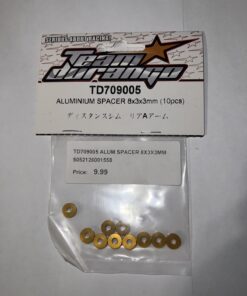 SERIOUS RADIO RACING
Team
Durango
TD709005
ALUMINIUM SPACER 8x3x3mm (10pcs)
ディスタンスシム リアAアーム
TD709005 ALUM SPACER 8X3X3MM
Price: 9.99